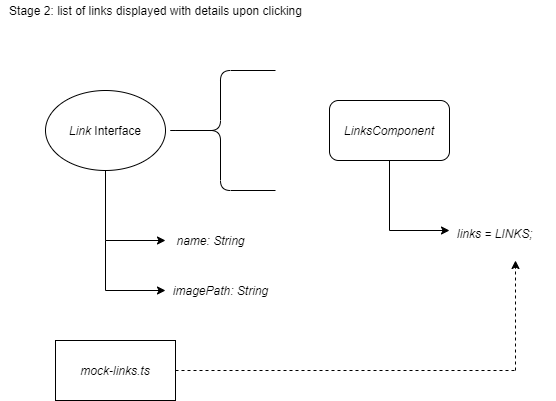 Stage 2: list of links displayed with details upon clicking
Link Interface
LinksComponent
links = LINKS;
name: String
imagePath: String
mock-links.ts